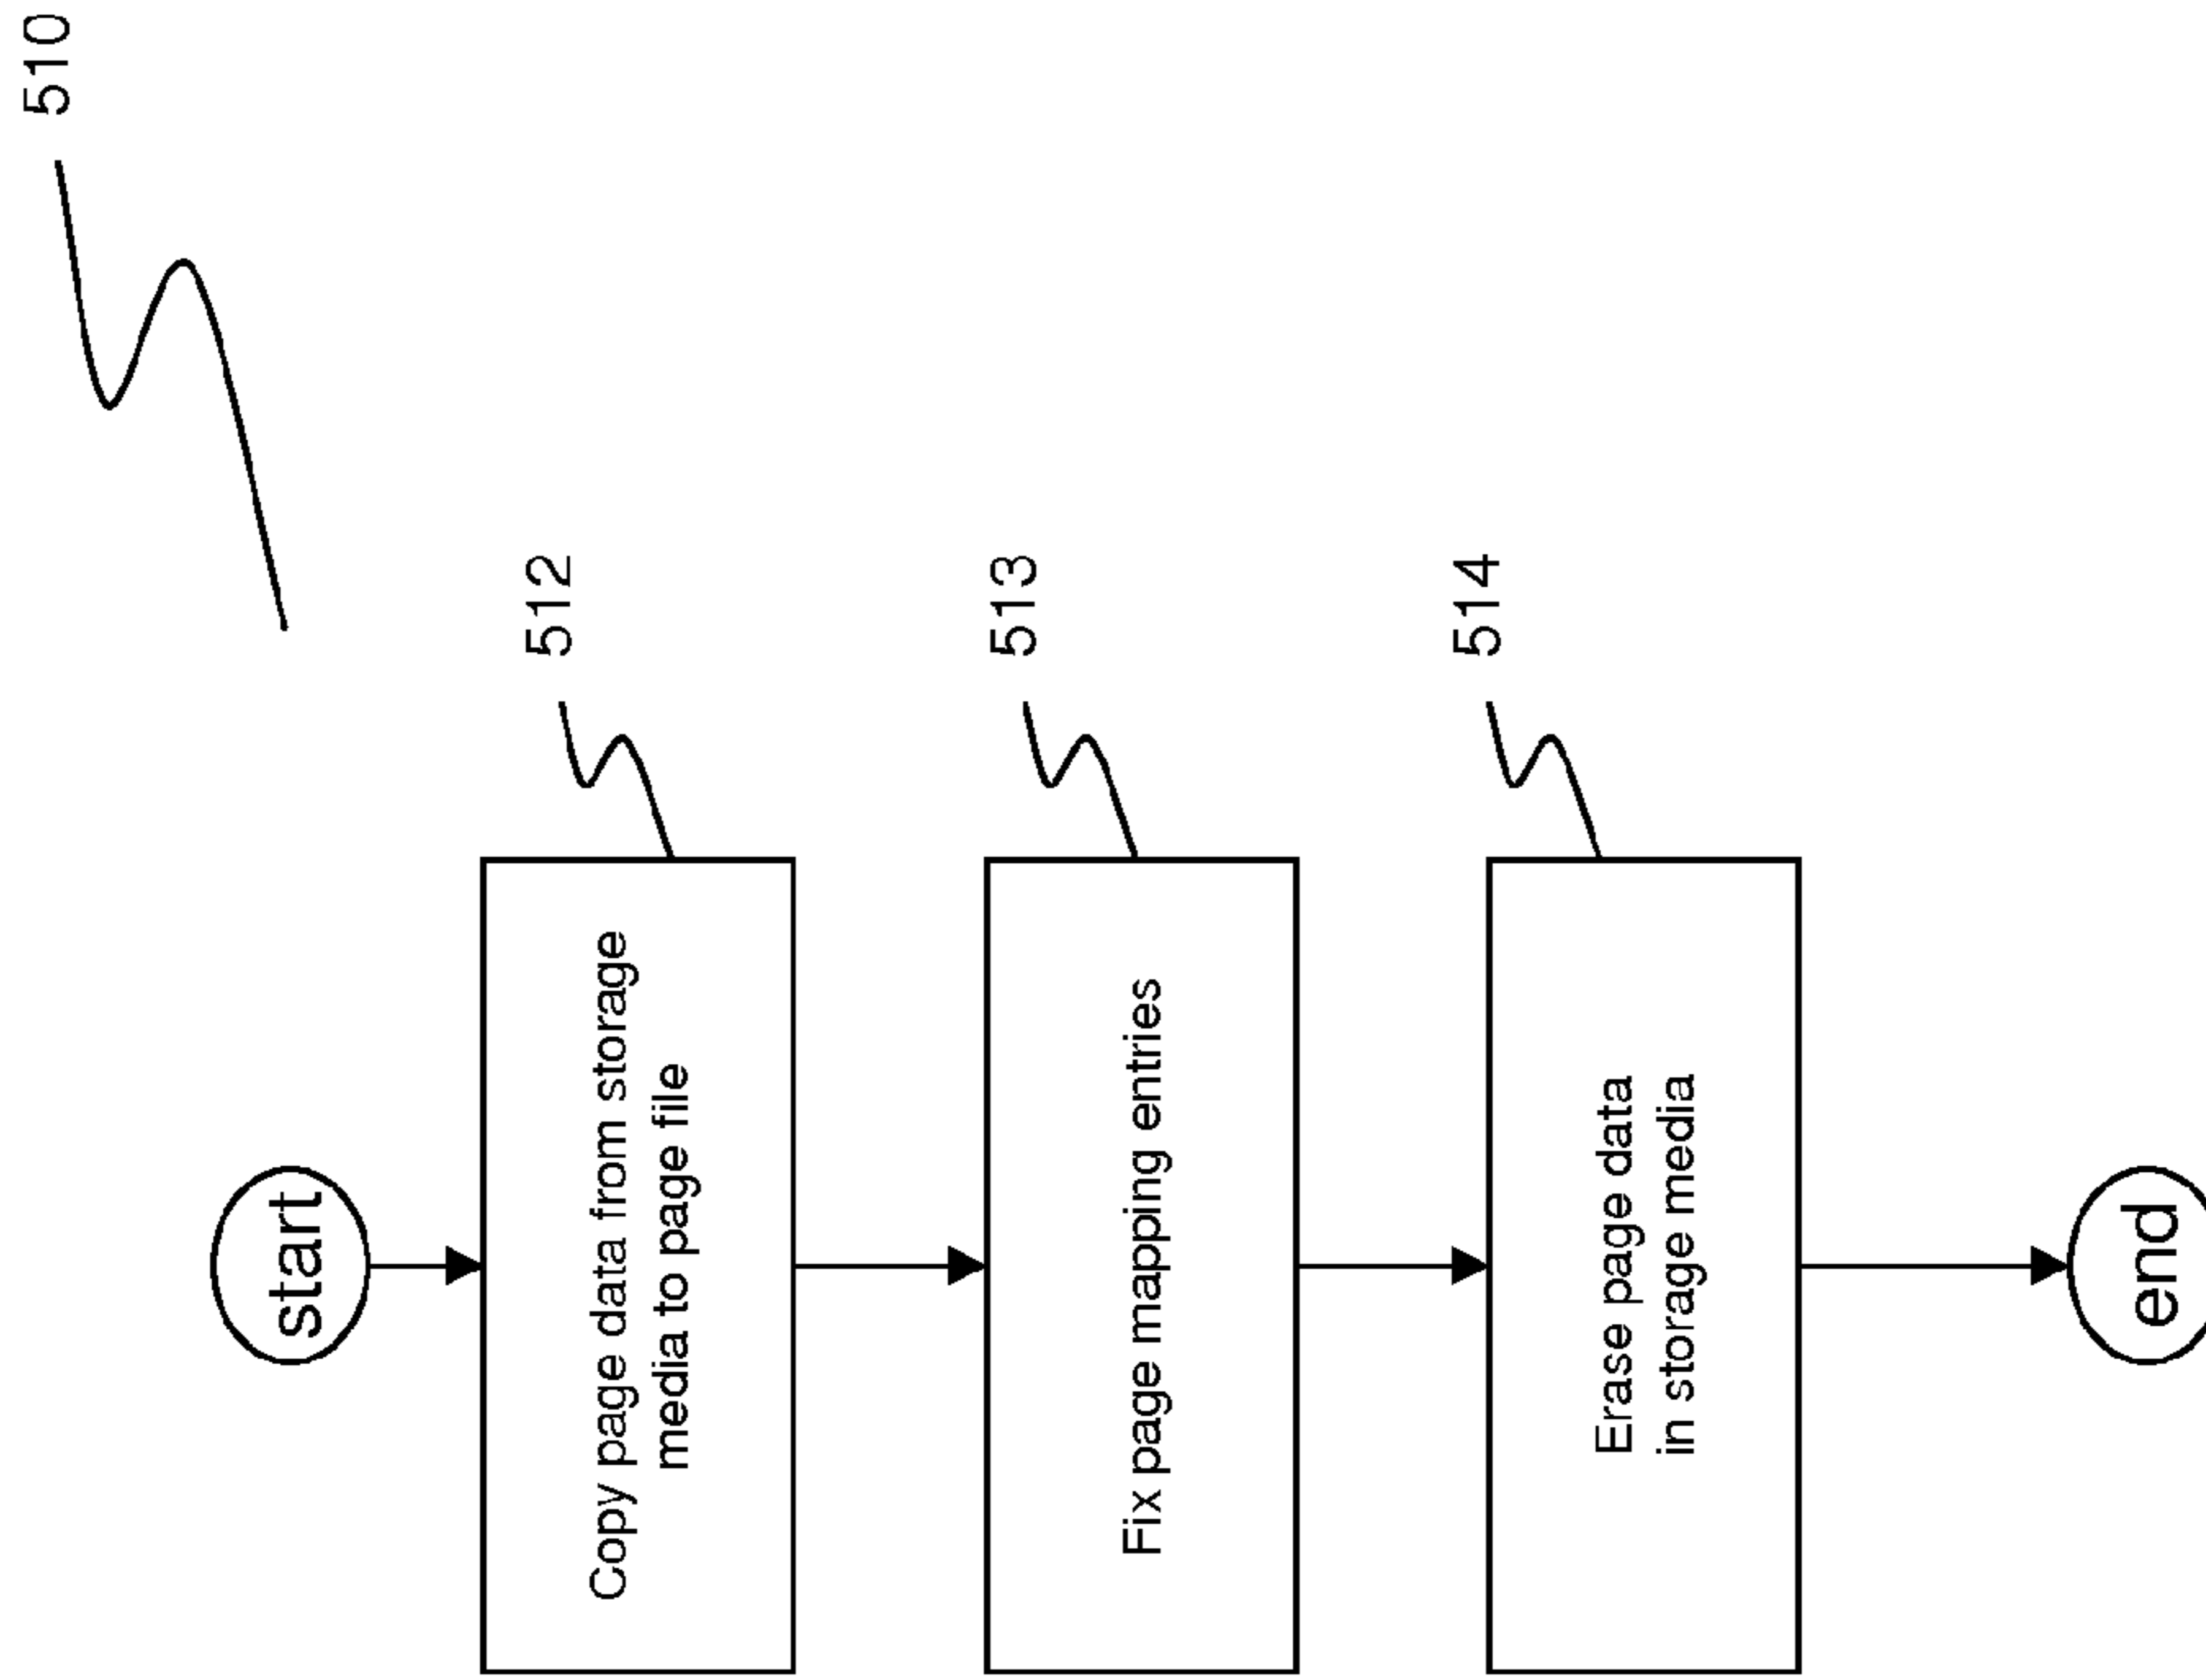 510
start
512
Copy page data from storage
media to page file
513
Fix page mapping entries
514
Erase page data
in storage media
end